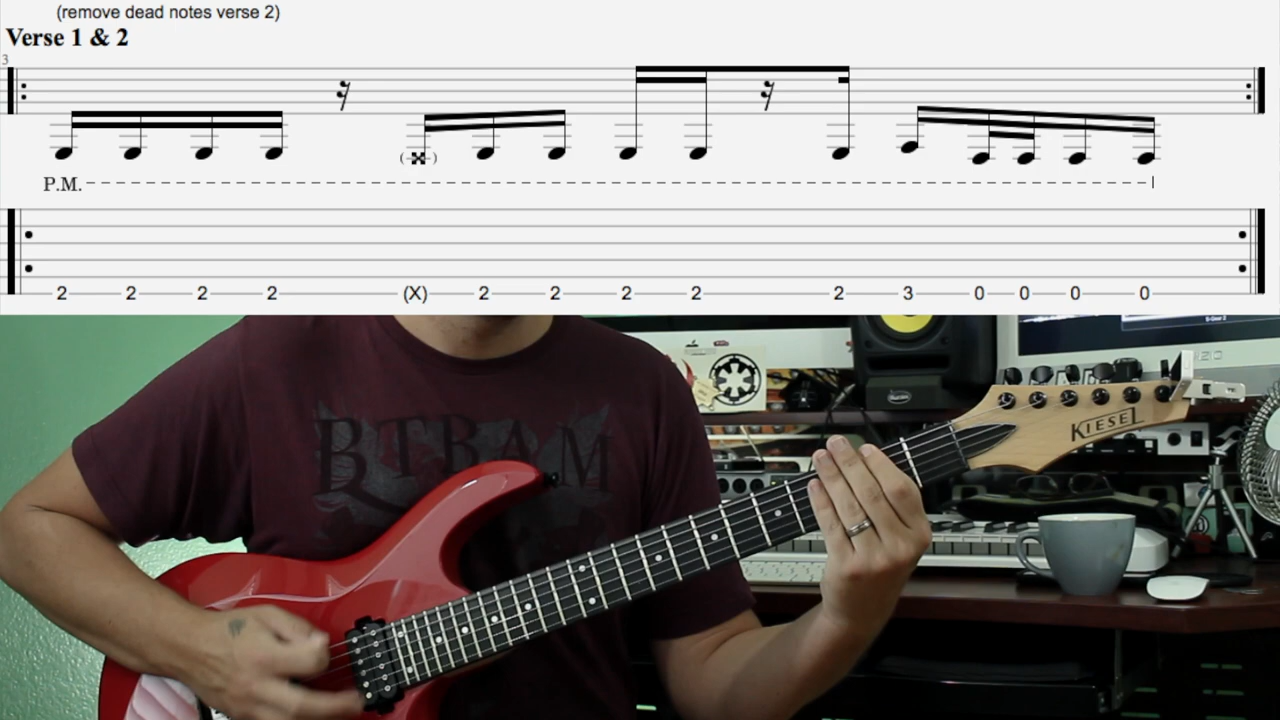 (remove dead notes verse 2)
Verse 1 & 2
3
( )
P.M.
2 2 2 2 (X) 2 2 2 2 2 3 0 0 0 0
BTBAM
KIESEL